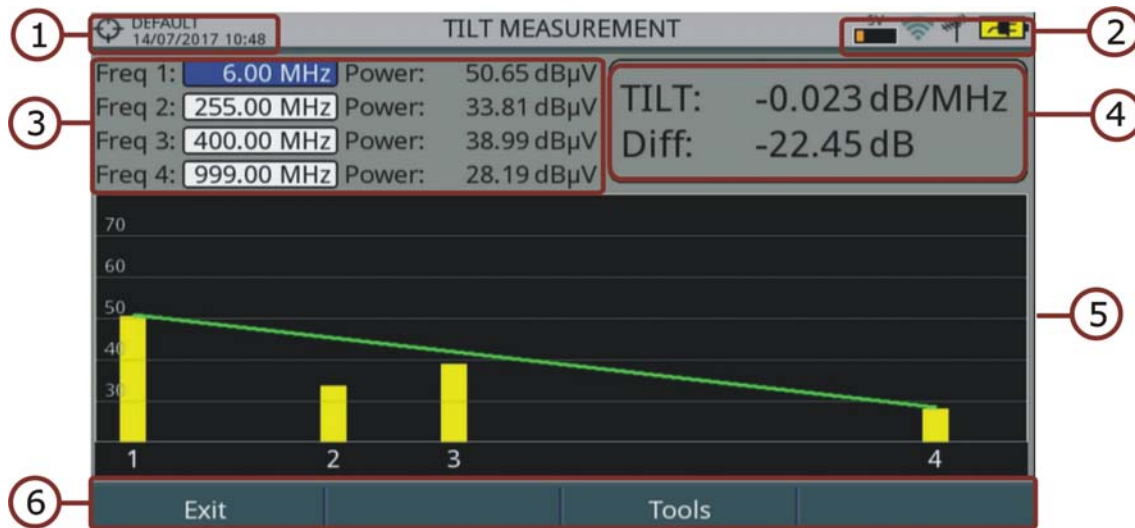 1
DEFAULT
14/07/2017 10:48
TILT MEASUREMENT
5V
2
3
Freq 1: 6.00 MHz Power: 50.65 dBµV
Freq 2: 255.00 MHz Power: 33.81 dBµV
Freq 3: 400.00 MHz Power: 38.99 dBµV
Freq 4: 999.00 MHz Power: 28.19 dBµV
TILT: -0.023 dB/MHz
Diff: -22.45 dB
4
70
60
50
40
30
1 2 3 4
5
6
Exit Tools